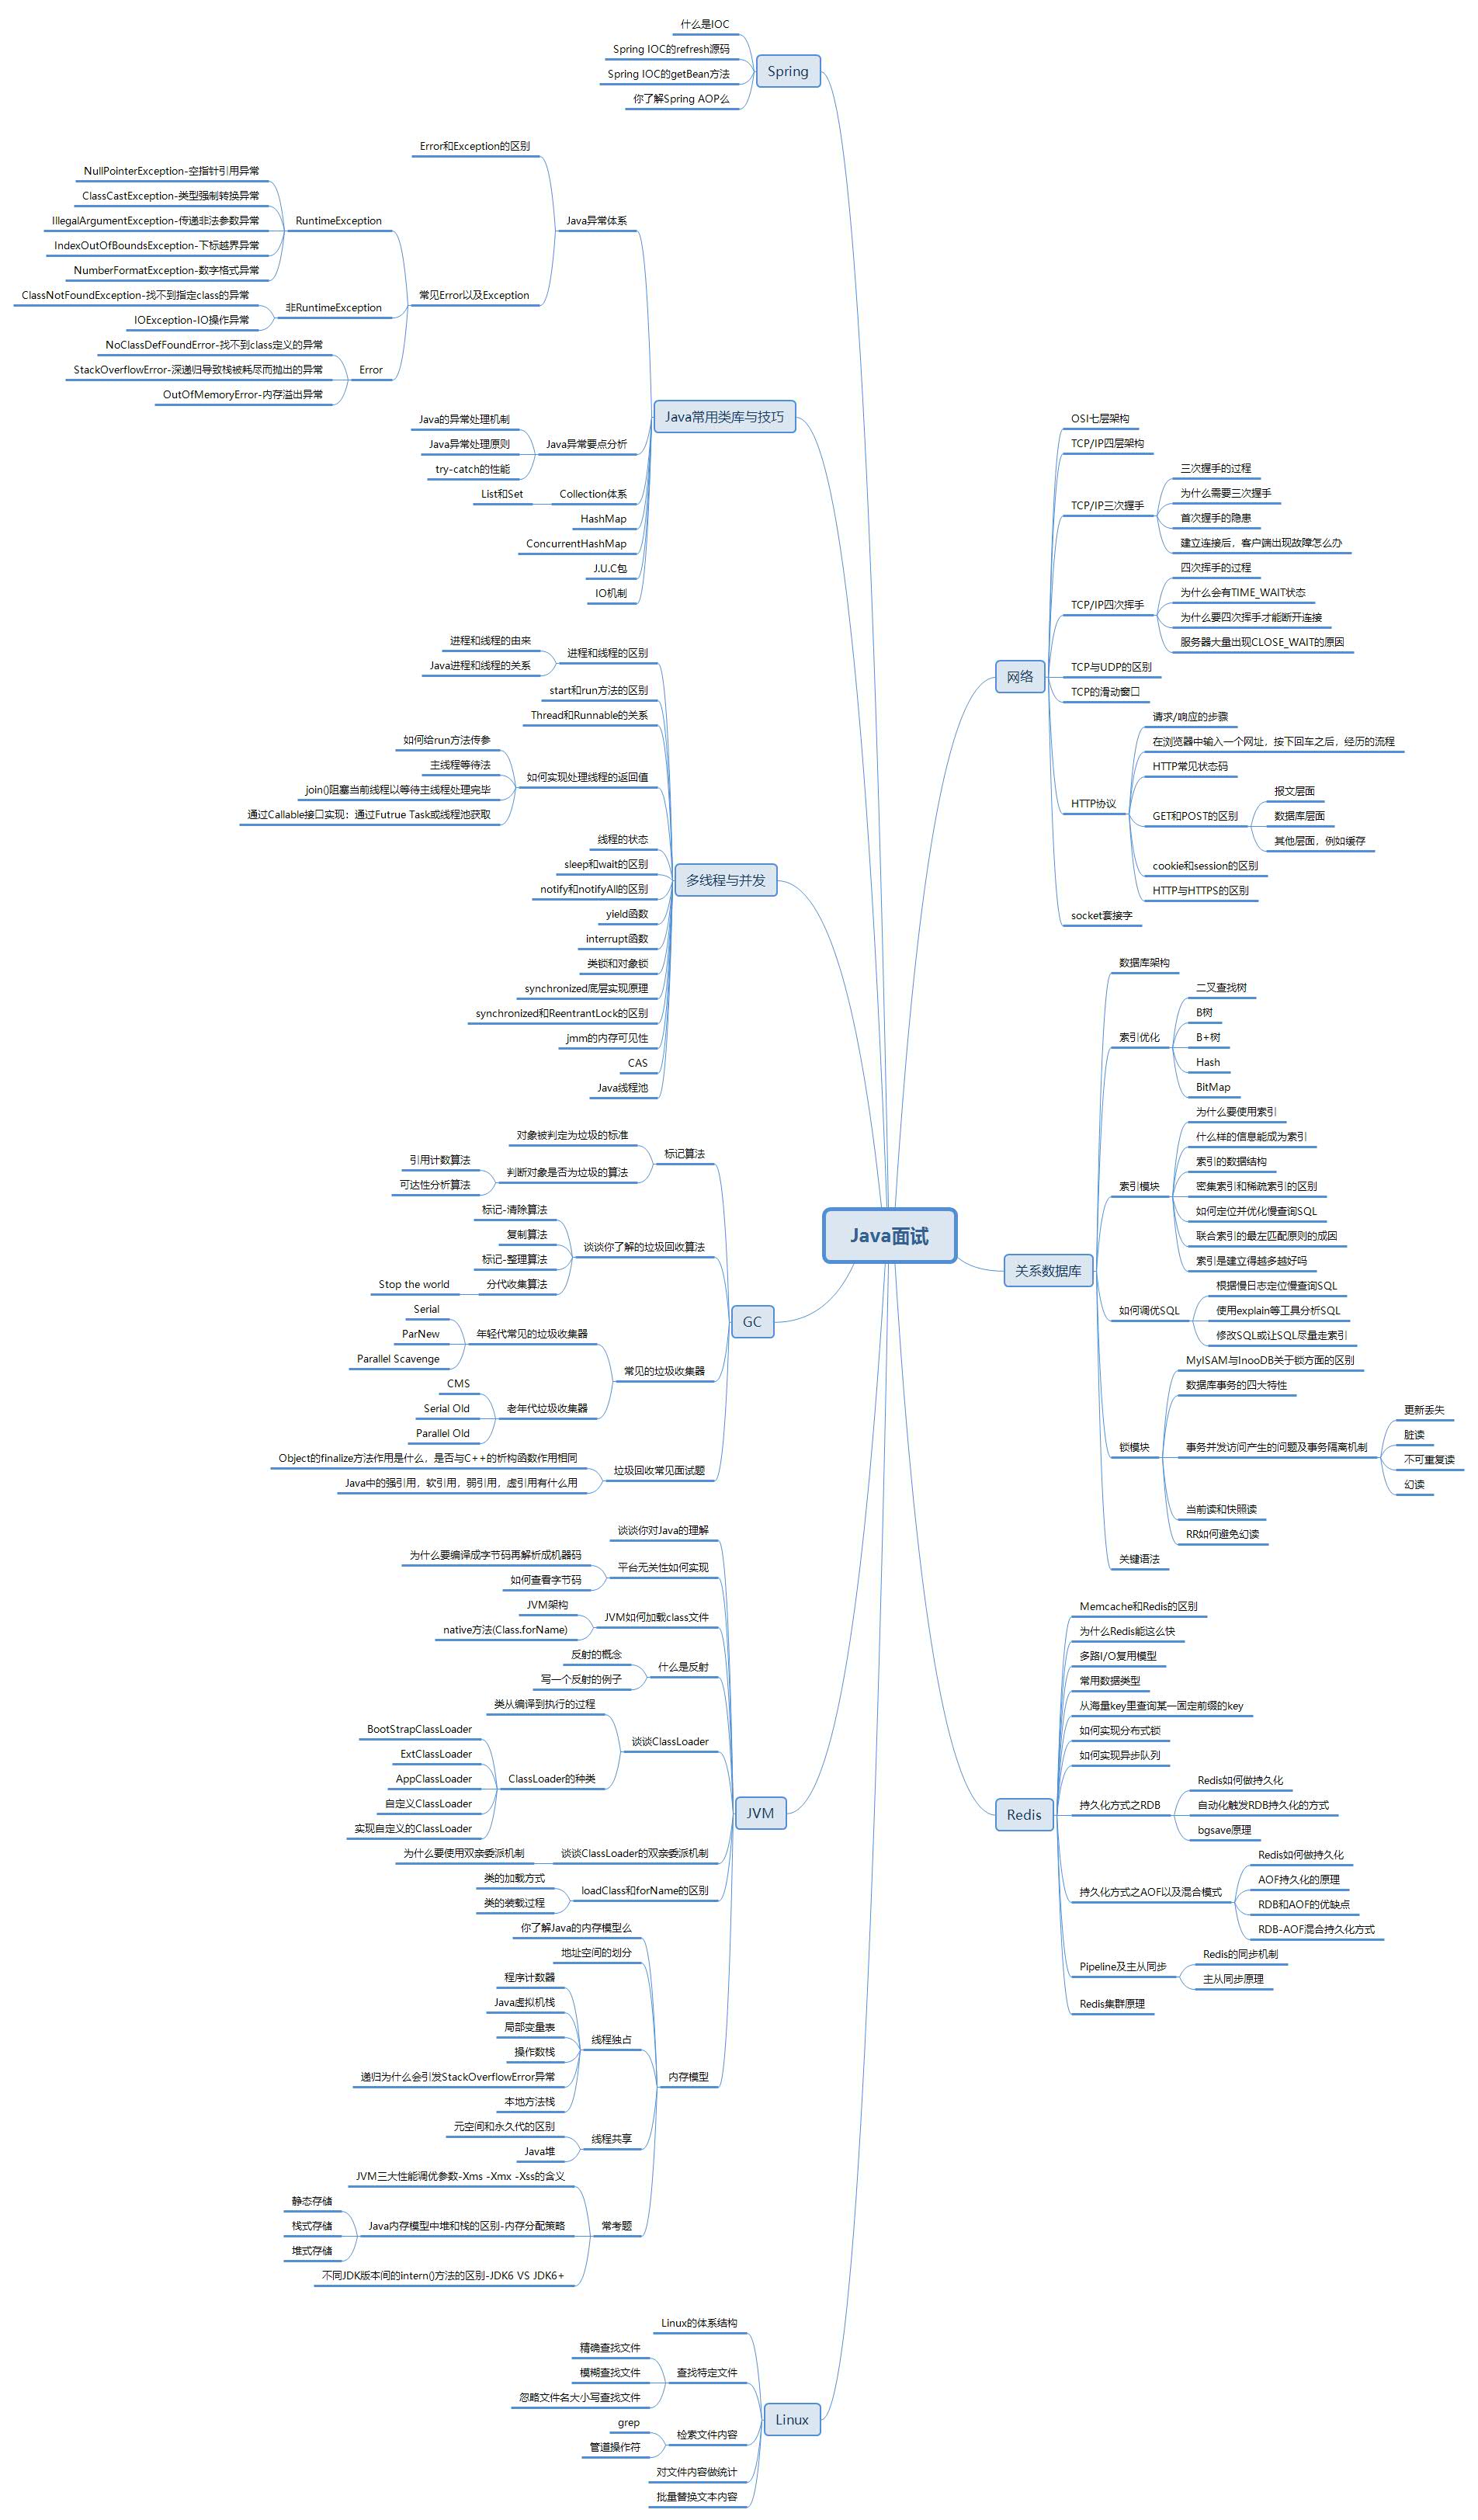 Java面试
Spring
什么是IOC
Spring IOC的refresh源码
Spring IOC的getBean方法
你了解Spring AOP么
Java常用类库与技巧
Java异常体系
Error和Exception的区别
常见Error以及Exception
RuntimeException
NullPointerException-空指针引用异常
ClassCastException-类型强制转换异常
IllegalArgumentException-传递非法参数异常
IndexOutOfBoundsException-下标越界异常
NumberFormatException-数字格式异常
非RuntimeException
ClassNotFoundException-找不到指定class的异常
IOException-IO操作异常
Error
NoClassDefFoundError-找不到class定义的异常
StackOverflowError-深递归导致栈被耗尽而抛出的异常
OutOfMemoryError-内存溢出异常
Java异常要点分析
Java的异常处理机制
Java异常处理原则
try-catch的性能
Collection体系
List和Set
HashMap
ConcurrentHashMap
J.U.C包
IO机制
多线程与并发
进程和线程的区别
进程和线程的由来
Java进程和线程的关系
start和run方法的区别
Thread和Runnable的关系
如何实现处理线程的返回值
如何给run方法传参
主线程等待法
join()阻塞当前线程以等待主线程处理完毕
通过Callable接口实现：通过Futrue Task或线程池获取
线程的状态
sleep和wait的区别
notify和notifyAll的区别
yield函数
interrupt函数
类锁和对象锁
synchronized底层实现原理
synchronized和ReentrantLock的区别
jmm的内存可见性
CAS
Java线程池
GC
标记算法
对象被判定为垃圾的标准
判断对象是否为垃圾的算法
引用计数算法
可达性分析算法
谈谈你了解的垃圾回收算法
标记-清除算法
复制算法
标记-整理算法
分代收集算法
Stop the world
常见的垃圾收集器
年轻代常见的垃圾收集器
Serial
ParNew
Parallel Scavenge
老年代垃圾收集器
CMS
Serial Old
Parallel Old
垃圾回收常见面试题
Object的finalize方法作用是什么，是否与C++的析构函数作用相同
Java中的强引用，软引用，弱引用，虚引用有什么用
JVM
谈谈你对Java的理解
平台无关性如何实现
为什么要编译成字节码再解析成机器码
如何查看字节码
JVM如何加载class文件
JVM架构
native方法(Class.forName)
什么是反射
反射的概念
写一个反射的例子
谈谈ClassLoader
类从编译到执行的过程
ClassLoader的种类
BootStrapClassLoader
ExtClassLoader
AppClassLoader
自定义ClassLoader
实现自定义的ClassLoader
谈谈ClassLoader的双亲委派机制
为什么要使用双亲委派机制
loadClass和forName的区别
类的加载方式
类的装载过程
内存模型
你了解Java的内存模型么
地址空间的划分
线程独占
程序计数器
Java虚拟机栈
局部变量表
操作数栈
递归为什么会引发StackOverflowError异常
本地方法栈
线程共享
元空间和永久代的区别
Java堆
常考题
JVM三大性能调优参数-Xms -Xmx -Xss的含义
Java内存模型中堆和栈的区别-内存分配策略
静态存储
栈式存储
堆式存储
不同JDK版本间的intern()方法的区别-JDK6 VS JDK6+
Linux
Linux的体系结构
查找特定文件
精确查找文件
模糊查找文件
忽略文件名大小写查找文件
检索文件内容
grep
管道操作符
对文件内容做统计
批量替换文本内容
网络
OSI七层架构
TCP/IP四层架构
TCP/IP三次握手
三次握手的过程
为什么需要三次握手
首次握手的隐患
建立连接后，客户端出现故障怎么办
TCP/IP四次挥手
四次挥手的过程
为什么会有TIME_WAIT状态
为什么要四次挥手才能断开连接
服务器大量出现CLOSE_WAIT的原因
TCP与UDP的区别
TCP的滑动窗口
HTTP协议
请求/响应的步骤
在浏览器中输入一个网址，按下回车之后，经历的流程
HTTP常见状态码
GET和POST的区别
报文层面
数据库层面
其他层面，例如缓存
cookie和session的区别
HTTP与HTTPS的区别
socket套接字
关系数据库
数据库架构
索引优化
二叉查找树
B树
B+树
Hash
BitMap
索引模块
为什么要使用索引
什么样的信息能成为索引
索引的数据结构
密集索引和稀疏索引的区别
如何定位并优化慢查询SQL
联合索引的最左匹配原则的成因
索引是建立得越多越好吗
如何调优SQL
根据慢日志定位慢查询SQL
使用explain等工具分析SQL
修改SQL或让SQL尽量走索引
锁模块
MyISAM与InooDB关于锁方面的区别
数据库事务的四大特性
事务并发访问产生的问题及事务隔离机制
更新丢失
脏读
不可重复读
幻读
当前读和快照读
RR如何避免幻读
关键语法
Redis
Memcache和Redis的区别
为什么Redis能这么快
多路I/O复用模型
常用数据类型
从海量key里查询某一固定前缀的key
如何实现分布式锁
如何实现异步队列
持久化方式之RDB
Redis如何做持久化
自动化触发RDB持久化的方式
bgsave原理
持久化方式之AOF以及混合模式
Redis如何做持久化
AOF持久化的原理
RDB和AOF的优缺点
RDB-AOF混合持久化方式
Pipeline及主从同步
Redis的同步机制
主从同步原理
Redis集群原理